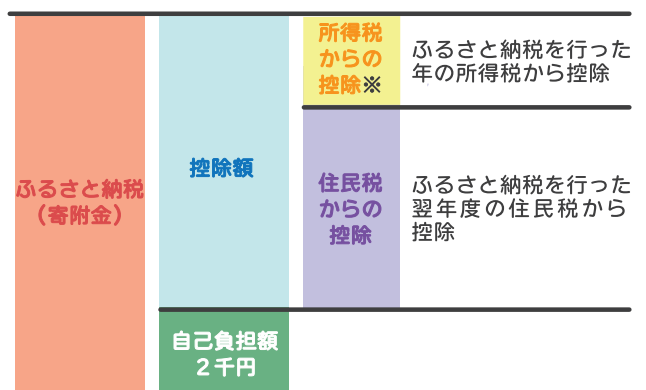 ふるさと納税
（寄附金）
控除額
自己負担額
２千円
所得税
からの
控除※
ふるさと納税を行った
年の所得税から控除
住民税
からの
控除
ふるさと納税を行った
翌年度の住民税から
控除